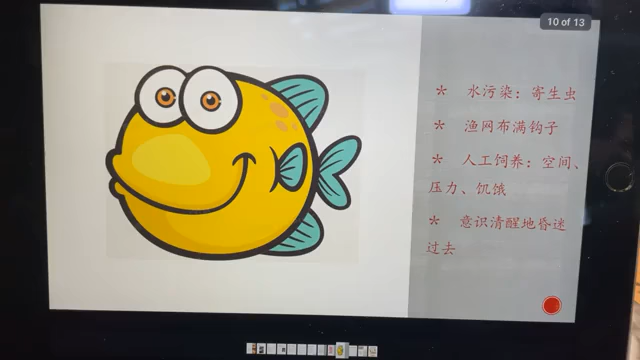 10 of 13
* 水污染：寄生虫
* 渔网布满钩子
* 人工饲养：空间、
压力、饥饿
* 意识清醒地昏迷
过去